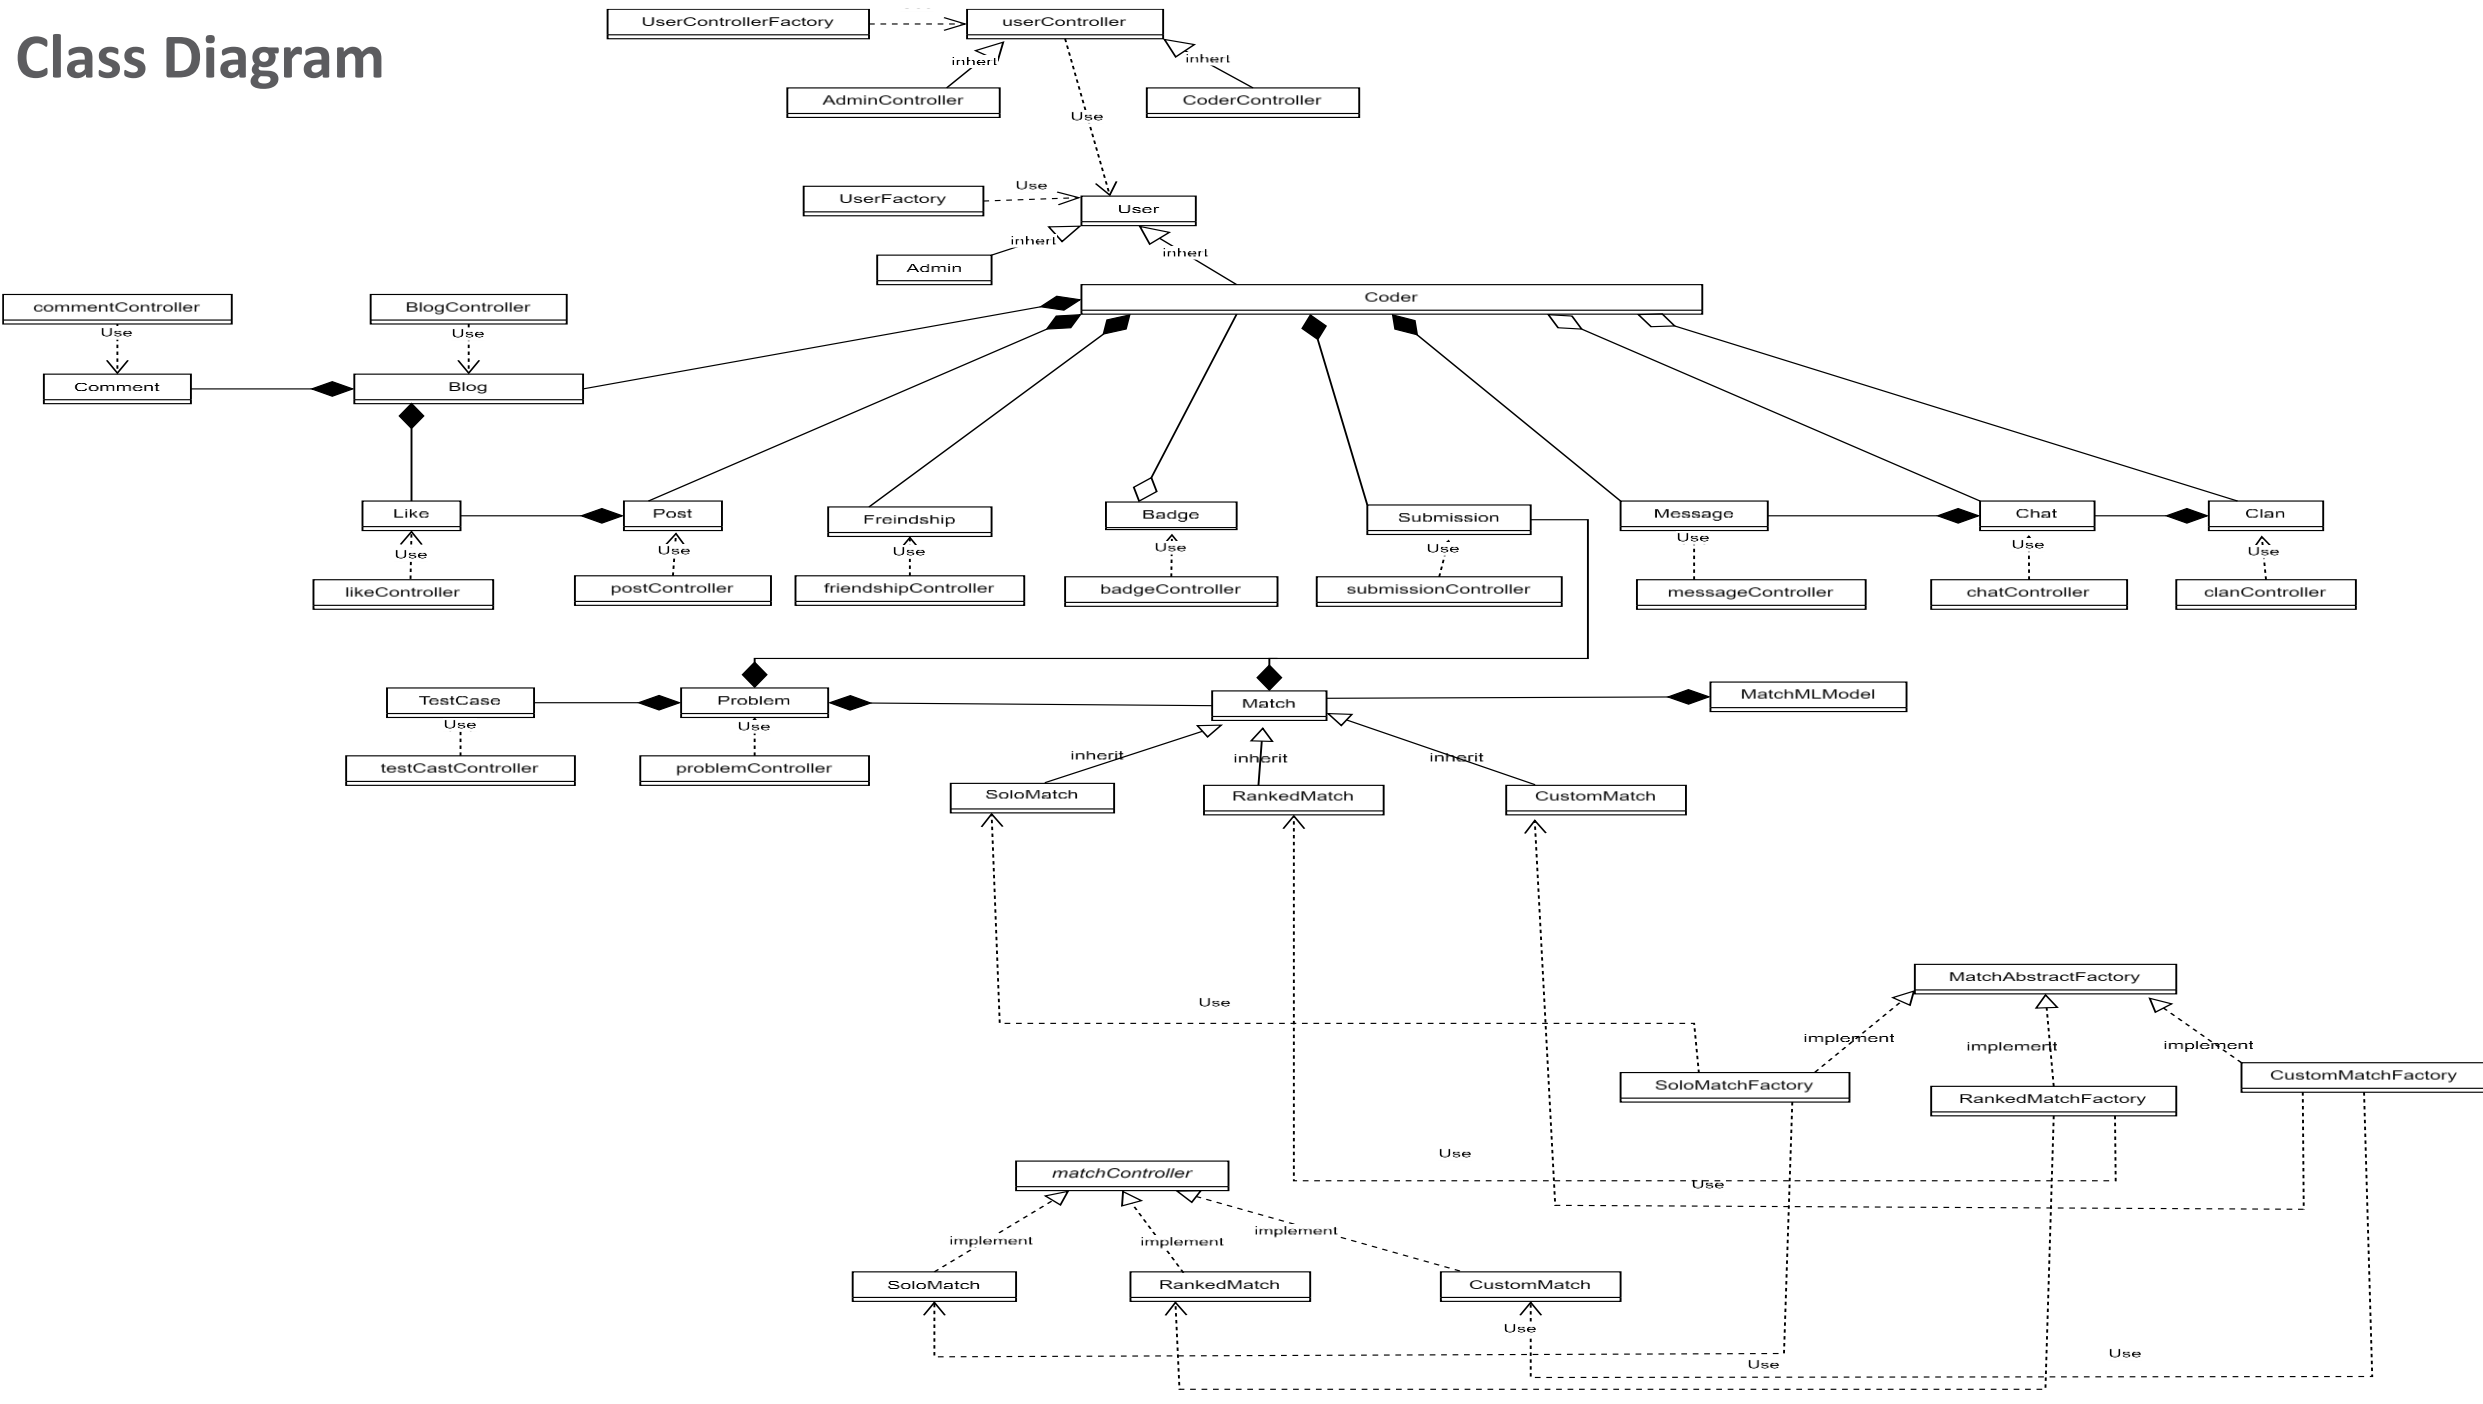 Class Diagram
UserControllerFactory
userController
inherit
inherit
AdminController
CoderController
Use
UserFactory
Use
User
inherit
inherit
Admin
Coder
commentController
BlogController
Use
Use
Comment
Blog
Like
Post
Freindship
Badge
Submission
Message
Chat
Clan
Use
Use
Use
Use
Use
Use
Use
Use
likeController
postController
friendshipController
badgeController
submissionController
messageController
chatController
clanController
TestCase
Problem
Match
MatchMLModel
Use
Use
testCastController
problemController
inherit
inherit
inherit
SoloMatch
RankedMatch
CustomMatch
MatchAbstractFactory
Use
implement
implement
implement
SoloMatchFactory
RankedMatchFactory
CustomMatchFactory
Use
matchController
Use
implement
implement
implement
SoloMatch
RankedMatch
CustomMatch
Use
Use
Use